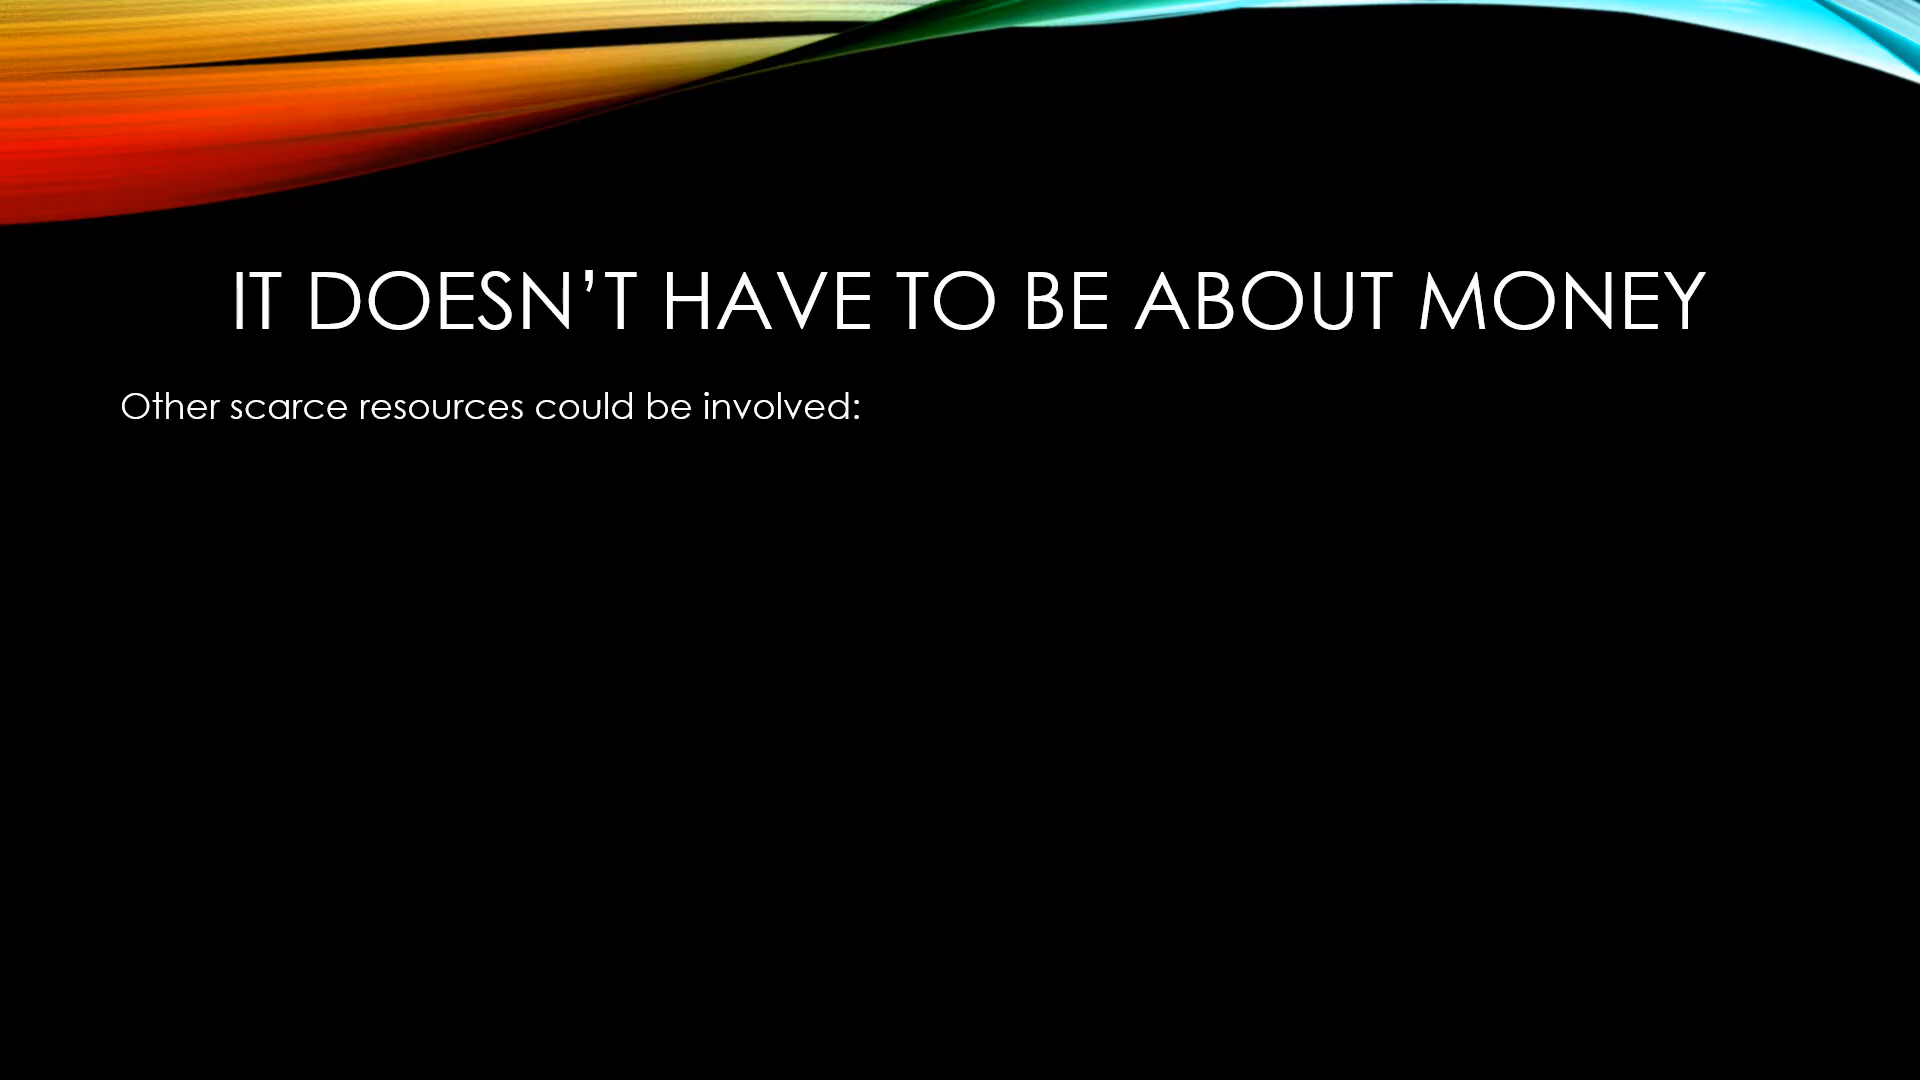 IT DOESN’T HAVE TO BE ABOUT MONEY
Other scarce resources could be involved: